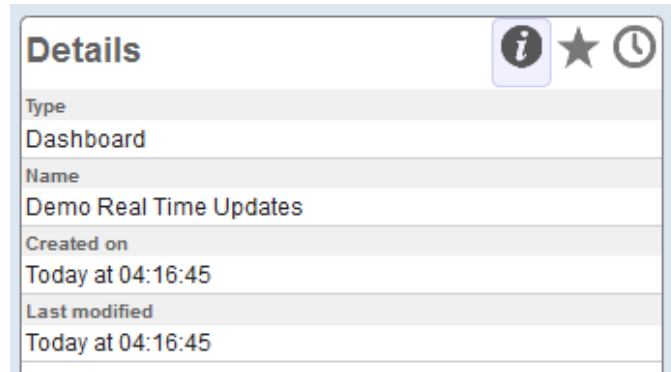 Details
Type
Dashboard
Name
Demo Real Time Updates
Created on
Today at 04:16:45
Last modified
Today at 04:16:45